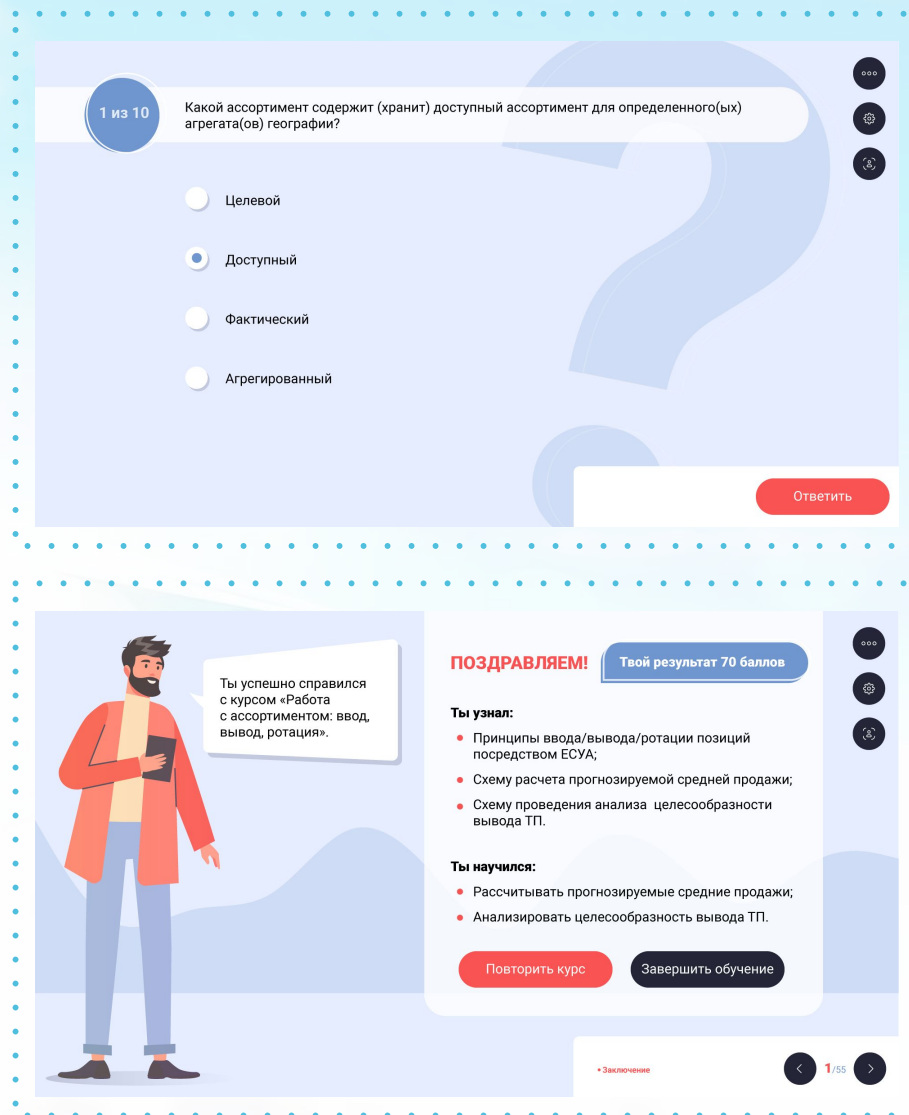 1 из 10
Какой ассортимент содержит (хранит) доступный ассортимент для определенного(ых)
агрегата(ов) географии?
Целевой
Доступный
Фактический
Агрегированный
Ответить
Ты успешно справился
с курсом «Работа
с ассортиментом: ввод,
вывод, ротация».
ПОЗДРАВЛЯЕМ!
Твой результат 70 баллов
Ты узнал:
Принципы ввода/вывода/ротации позиций
посредством ЕСУА;
Схему расчета прогнозируемой средней продажи;
Схему проведения анализа целесообразности
вывода ТП.
Ты научился:
Рассчитывать прогнозируемые средние продажи;
Анализировать целесообразность вывода ТП.
Повторить курс
Завершить обучение
• Заключение
1/55